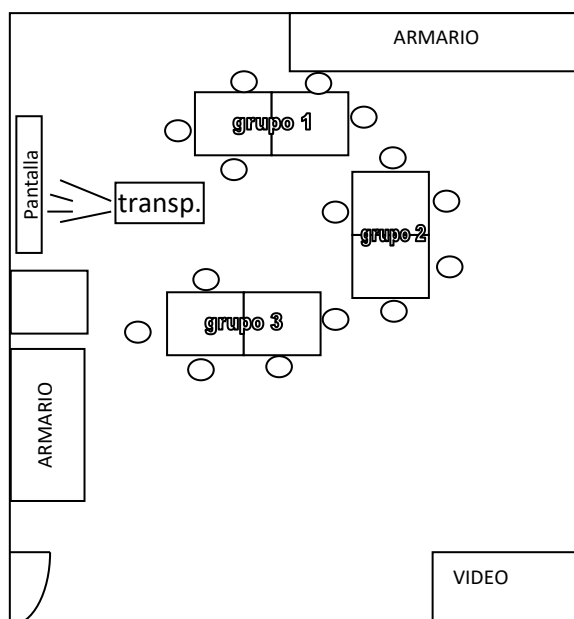 ARMARIO
grupo 1
Pantalla
transp.
grupo 2
grupo 3
ARMARIO
VIDEO